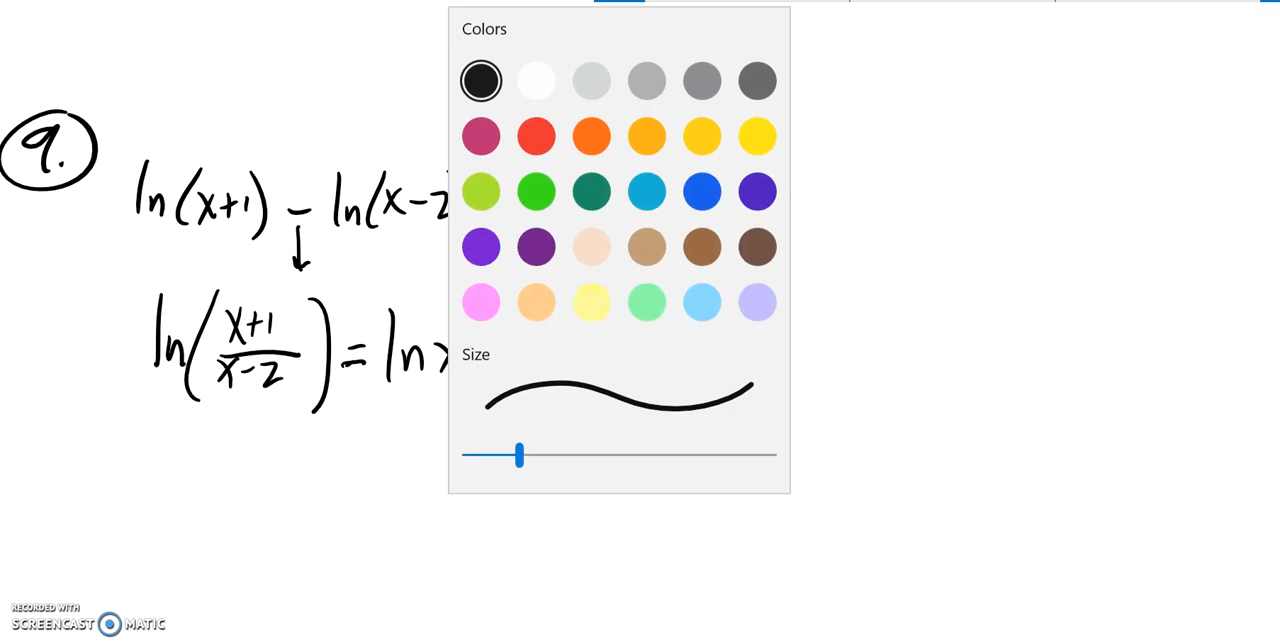 Colors
9.
ln(x+1) - ln(x-2
ln(x+1/x-2) = ln x
Size
RECORDED WITH
SCREENCAST MATIC